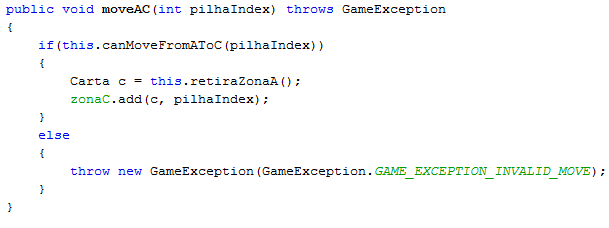 public void moveAC(int pilhaIndex) throws GameException
{
    if(this.canMoveFromAToC(pilhaIndex))
    {
        Carta c = this.retiraZonaA();
        zonaC.add(c, pilhaIndex);
    }
    else
    {
        throw new GameException(GameException.GAME_EXCEPTION_INVALID_MOVE);
    }
}